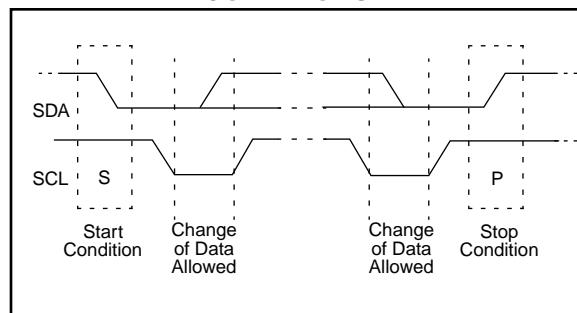 SDA
SCL
S
P
Start
Condition
Change
of Data
Allowed
Change
of Data
Allowed
Stop
Condition